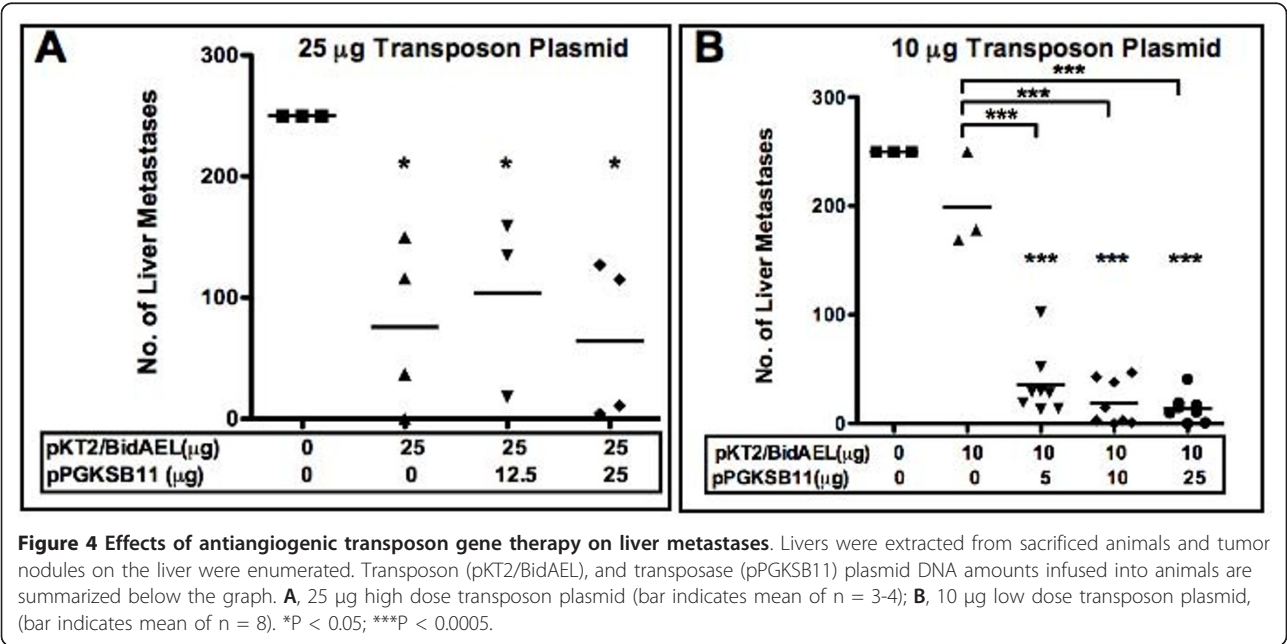 A
25 μg Transposon Plasmid
No. of Liver Metastases
300
200
100
0
* * *
pKT2/BidAEL(μg) 0 25 25 25
pPGKSB11 (μg) 0 0 12.5 25
B
10 μg Transposon Plasmid
***
***
***
No. of Liver Metastases
300
200
100
0
*** *** ***
pKT2/BidAEL(μg) 0 10 10 10 10
pPGKSB11(μg) 0 0 5 10 25
Figure 4 Effects of antiangiogenic transposon gene therapy on liver metastases. Livers were extracted from sacrificed animals and tumor
nodules on the liver were enumerated. Transposon (pKT2/BidAEL), and transposase (pPGKSB11) plasmid DNA amounts infused into animals are
summarized below the graph. A, 25 μg high dose transposon plasmid (bar indicates mean of n = 3-4); B, 10 μg low dose transposon plasmid,
(bar indicates mean of n = 8). *P < 0.05; ***P < 0.0005.